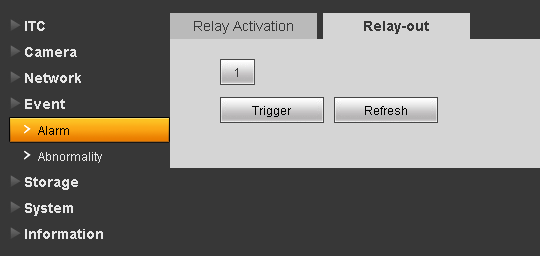 ITC
Camera
Network
Event
Alarm
Abnormality
Storage
System
Information
Relay Activation
Relay-out
1
Trigger
Refresh